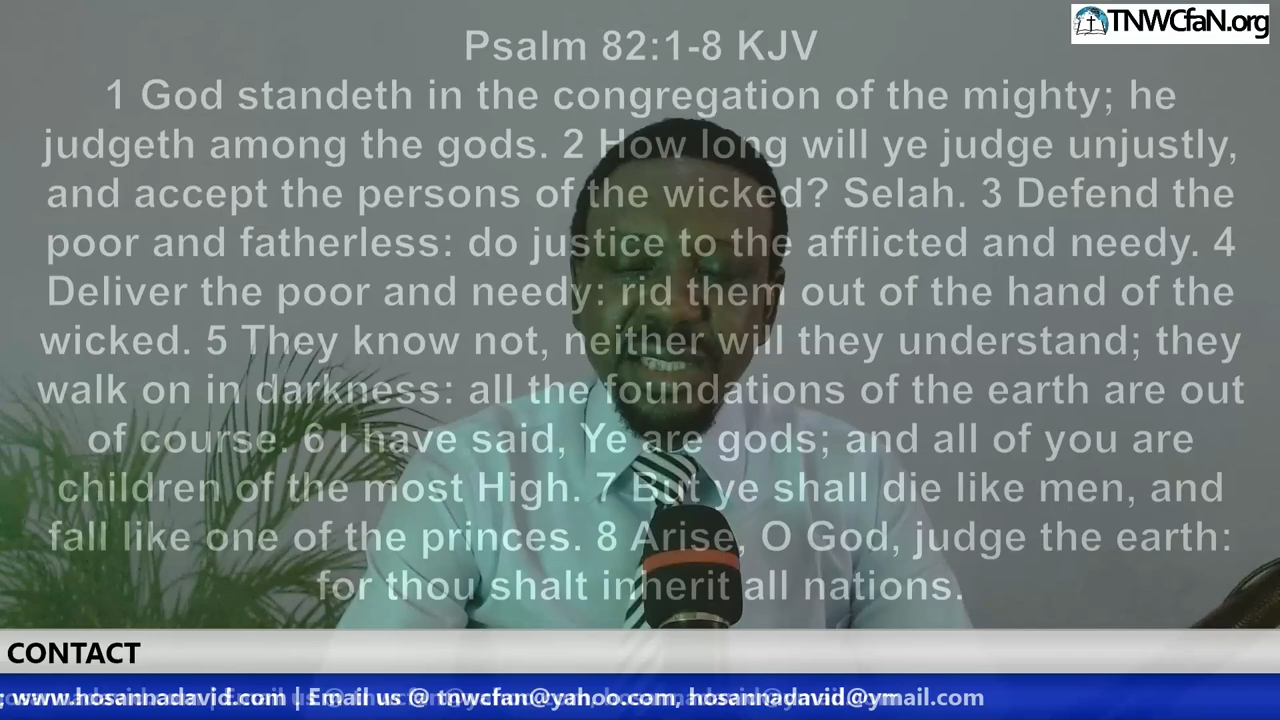 TNWCfaN.org
Psalm 82:1-8 KJV
1 God standeth in the congregation of the mighty; he
judgeth among the gods. 2 How long will ye judge unjustly,
and accept the persons of the wicked? Selah. 3 Defend the
poor and fatherless: do justice to the afflicted and needy. 4
Deliver the poor and needy: rid them out of the hand of the
wicked. 5 They know not, neither will they understand; they
walk on in darkness: all the foundations of the earth are out
of course. 6 I have said, Ye are gods; and all of you are
children of the most High. 7 But ye shall die like men, and
fall like one of the princes. 8 Arise, O God, judge the earth:
for thou shalt inherit all nations.
CONTACT
; www.hosannadavid.com | Email us @ tnwcfan@yahoo.com, hosannadavid@ymail.com